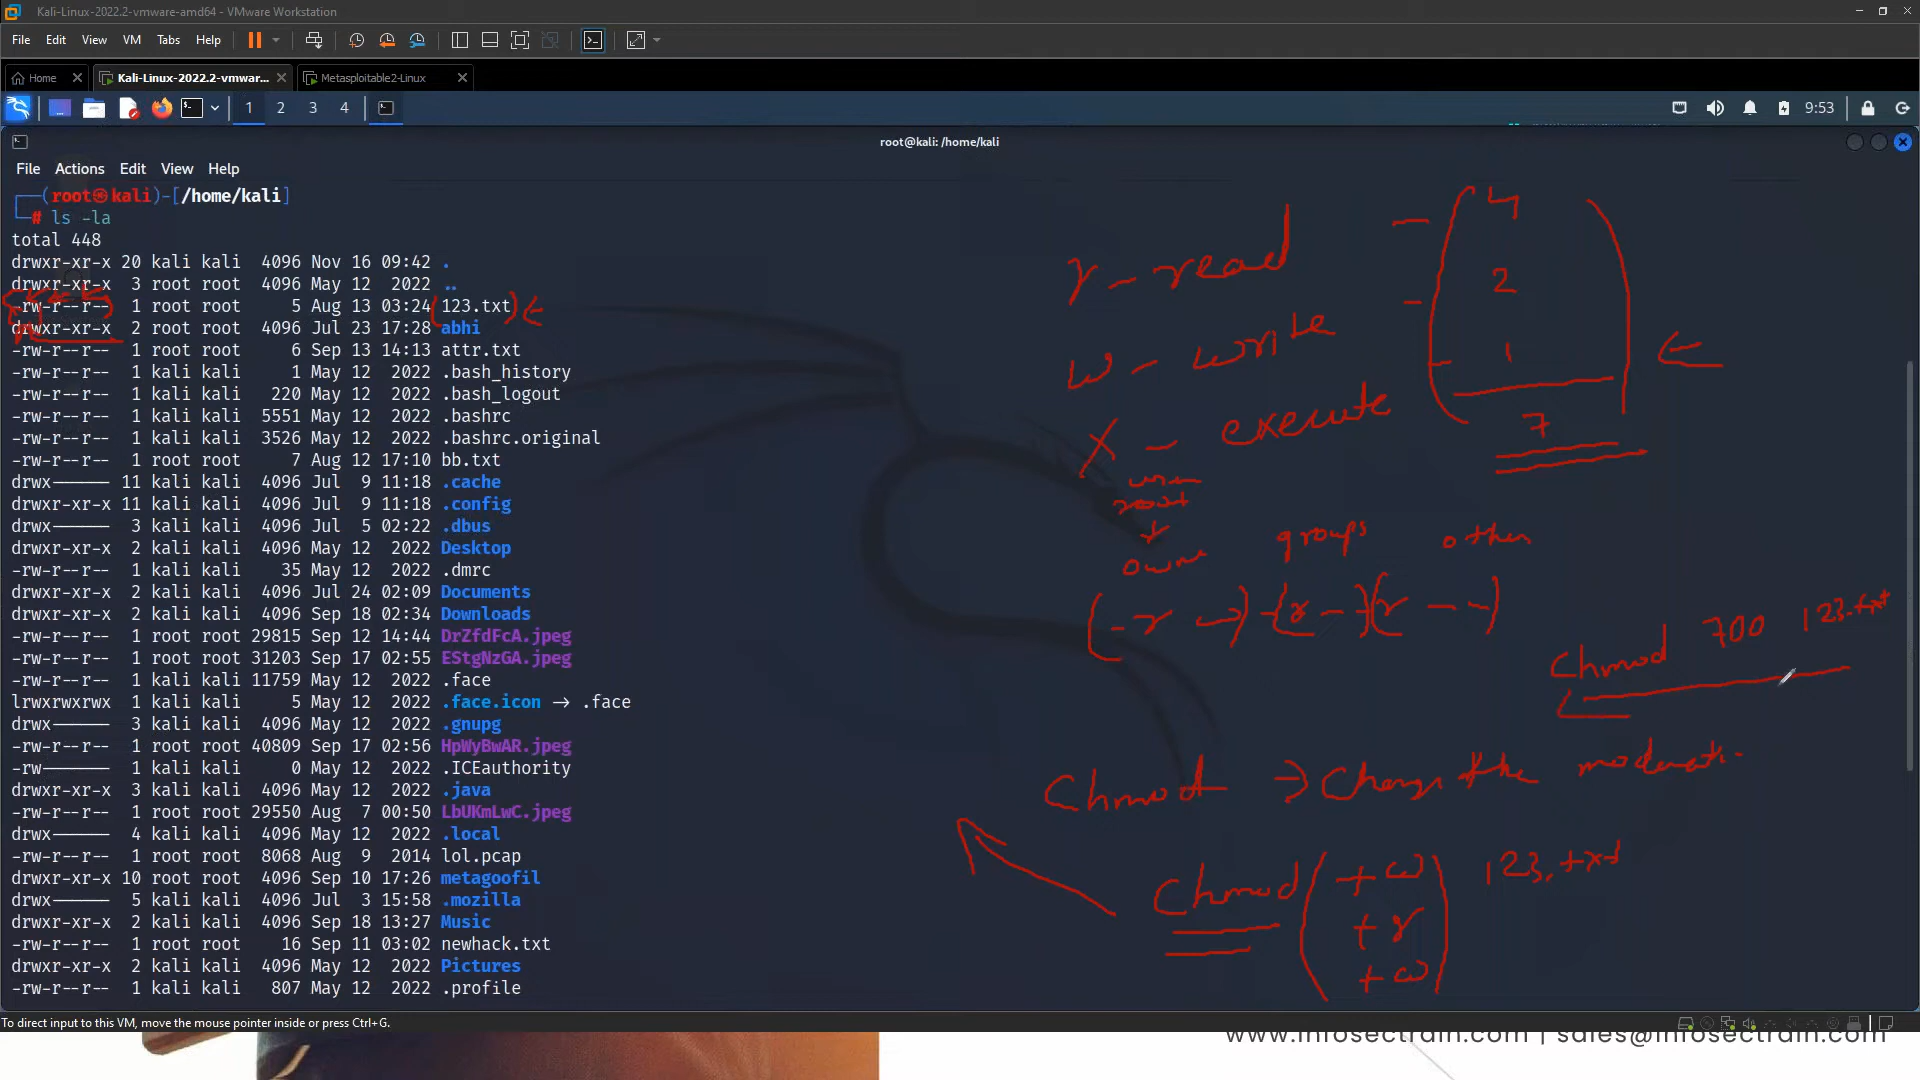 Kali-Linux-2022.2-vmware-amd64 - VMware Workstation
File Edit View VM Tabs Help
Home Kali-Linux-2022.2-vmwar... Metasploitable2-Linux
1 2 3 4 9:53
root@kali: /home/kali
File Actions Edit View Help
(root㉿kali)-[/home/kali]
# ls -la
total 448
drwxr-xr-x 20 kali kali 4096 Nov 16 09:42 .
drwxr-xr-x 3 root root 4096 May 12 2022 ..
-rw-r--r-- 1 root root 5 Aug 13 03:24 123.txt
drwxr-xr-x 2 root root 4096 Jul 23 17:28 abhi
-rw-r--r-- 1 root root 6 Sep 13 14:13 attr.txt
-rw-r--r-- 1 kali kali 1 May 12 2022 .bash_history
-rw-r--r-- 1 kali kali 220 May 12 2022 .bash_logout
-rw-r--r-- 1 kali kali 5551 May 12 2022 .bashrc
-rw-r--r-- 1 kali kali 3526 May 12 2022 .bashrc.original
-rw-r--r-- 1 root root 7 Aug 12 17:10 bb.txt
drwx------ 11 kali kali 4096 Jul 9 11:18 .cache
drwxr-xr-x 11 kali kali 4096 Jul 9 11:18 .config
drwx------ 3 kali kali 4096 Jul 5 02:22 .dbus
drwxr-xr-x 2 kali kali 4096 May 12 2022 Desktop
-rw-r--r-- 1 kali kali 35 May 12 2022 .dmrc
drwxr-xr-x 2 kali kali 4096 Jul 24 02:09 Documents
drwxr-xr-x 2 kali kali 4096 Sep 18 02:34 Downloads
-rw-r--r-- 1 root root 29815 Sep 12 14:44 DrZfdFcA.jpeg
-rw-r--r-- 1 root root 31203 Sep 17 02:55 EStgNzGA.jpeg
-rw-r--r-- 1 kali kali 11759 May 12 2022 .face
lrwxrwxrwx 1 kali kali 5 May 12 2022 .face.icon -> .face
drwx------ 3 kali kali 4096 May 12 2022 .gnupg
-rw-r--r-- 1 root root 40809 Sep 17 02:56 HpWyBwAR.jpeg
-rw------- 1 kali kali 0 May 12 2022 .ICEauthority
drwxr-xr-x 3 kali kali 4096 May 12 2022 .java
-rw-r--r-- 1 root root 29550 Aug 7 00:50 LbUKmLwC.jpeg
drwx------ 4 kali kali 4096 May 12 2022 .local
-rw-r--r-- 1 root root 8068 Aug 9 2014 lol.pcap
drwxr-xr-x 10 root root 4096 Sep 10 17:26 metagoofil
drwx------ 5 kali kali 4096 Jul 3 15:58 .mozilla
drwxr-xr-x 2 kali kali 4096 Sep 18 13:27 Music
-rw-r--r-- 1 root root 16 Sep 11 03:02 newhack.txt
drwxr-xr-x 2 kali kali 4096 May 12 2022 Pictures
-rw-r--r-- 1 kali kali 807 May 12 2022 .profile
r - read - 4
w - write - 2
x - execute - 1
7
root
groups
(-r --) -(r --)(r --)
Chmod 700 123.txt
Chmod → Change the
Chmod (+w 123.txt
+r
+w)
To direct input to this VM, move the mouse pointer inside or press Ctrl+G.
www.infosectrain.com | sales@infosectrain.com